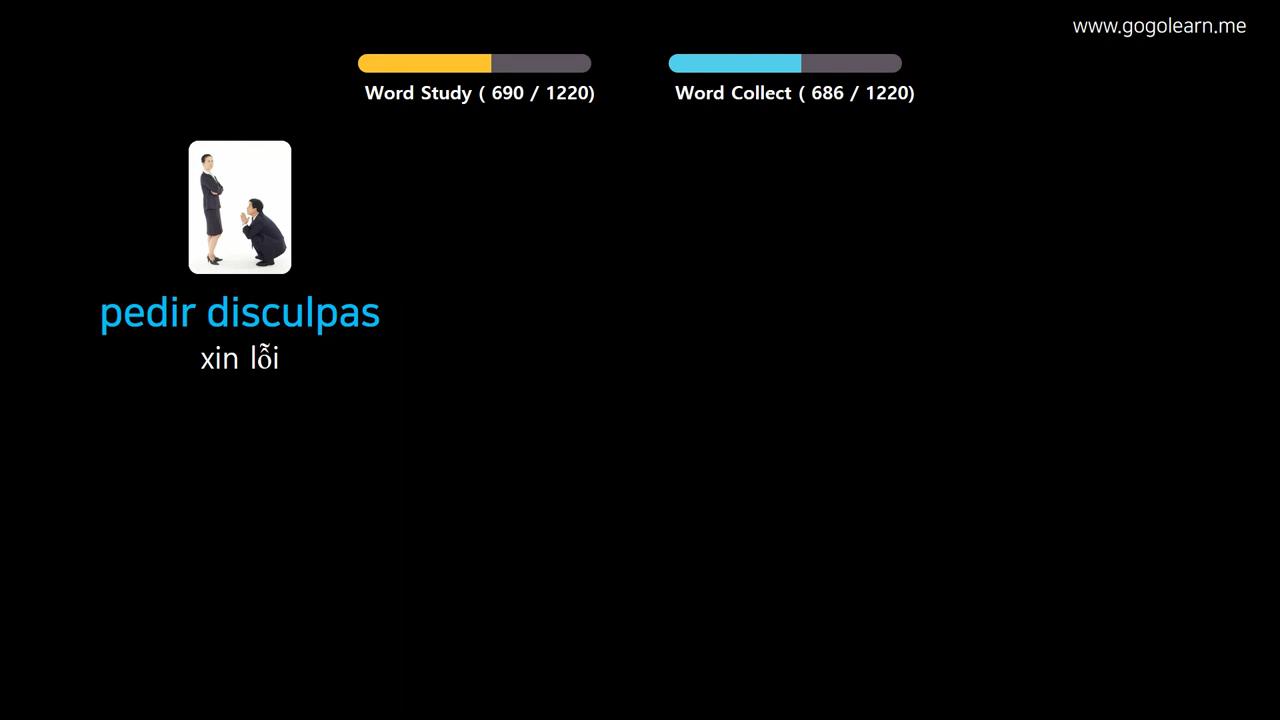 www.gogolearn.me
Word Study ( 690 / 1220)
Word Collect ( 686 / 1220)
pedir disculpas
xin lỗi